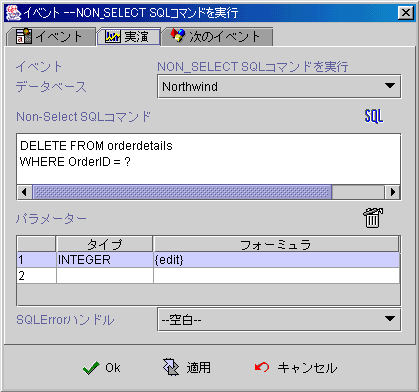 イベント --NON_SELECT SQLコマンドを実行
イベント 実演 次のイベント
イベント NON_SELECT SQLコマンドを実行
データベース Northwind
Non-Select SQLコマンド SQL
DELETE FROM orderdetails
WHERE OrderID = ?
パラメーター
タイプ フォーミュラ
1 INTEGER {edit}
2
SQLErrorハンドル --空白--
Ok 適用 キャンセル